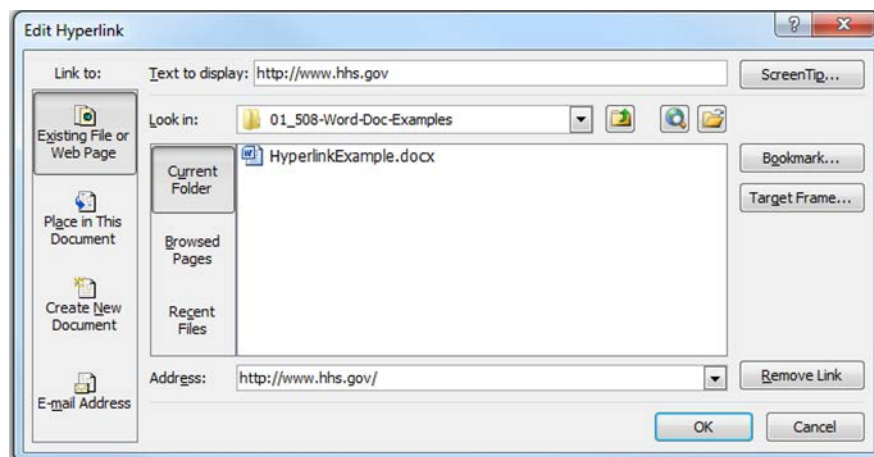 Edit Hyperlink
?
Link to:
Text to display: http://www.hhs.gov
ScreenTip...
Existing File or
Web Page
Look in: 01_508-Word-Doc-Examples
Current
Folder
HyperlinkExample.docx
Bookmark...
Place in This
Document
Browsed
Pages
Target Frame...
Create New
Document
Recent
Files
E-mail Address
Address: http://www.hhs.gov/
Remove Link
OK Cancel